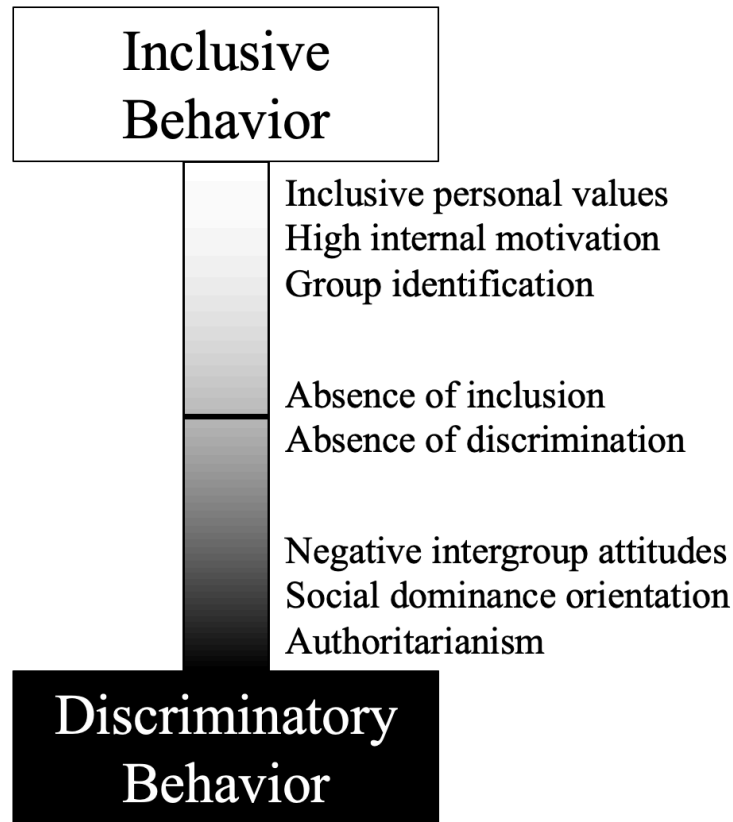 Inclusive
Behavior
Inclusive personal values
High internal motivation
Group identification
Absence of inclusion
Absence of discrimination
Negative intergroup attitudes
Social dominance orientation
Authoritarianism
Discriminatory
Behavior